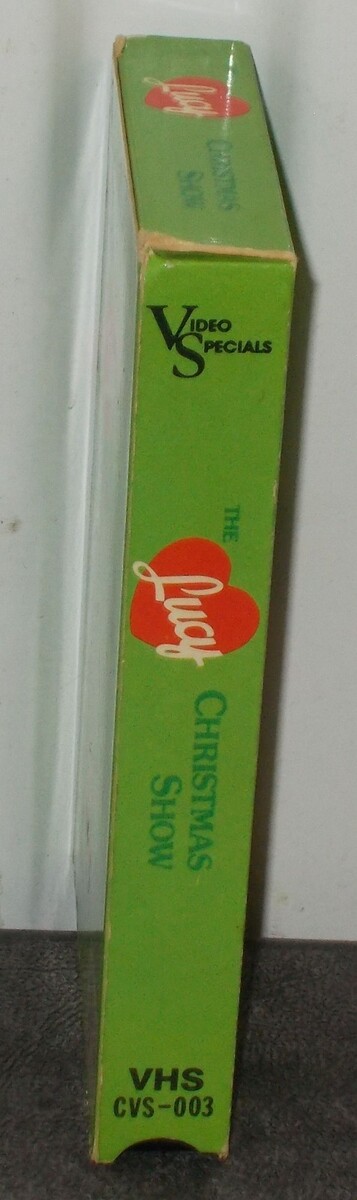 Lucy
CHRISTMAS
SHOW
VIDEO
SPECIALS
THE
Lucy
CHRISTMAS
SHOW
VHS
CVS-003